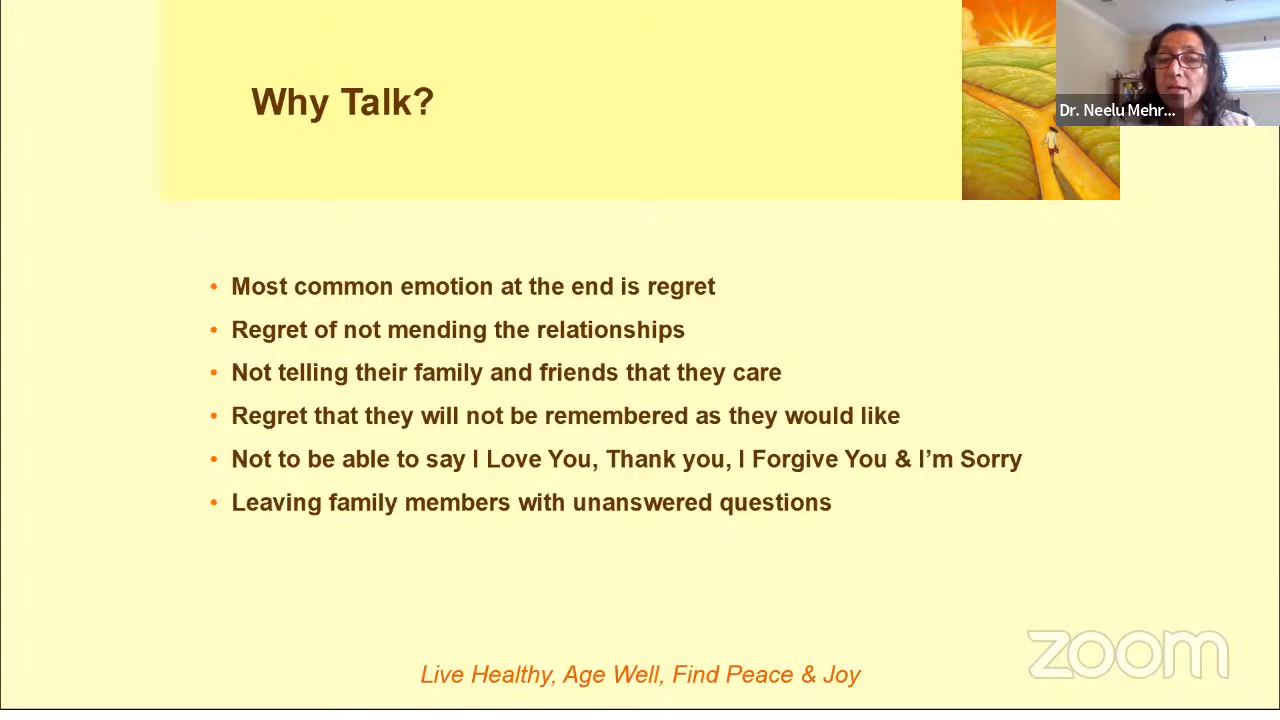 Why Talk?
Dr. Neelu Mehr...
• Most common emotion at the end is regret
• Regret of not mending the relationships
• Not telling their family and friends that they care
• Regret that they will not be remembered as they would like
• Not to be able to say I Love You, Thank you, I Forgive You & I'm Sorry
• Leaving family members with unanswered questions
zoom
Live Healthy, Age Well, Find Peace & Joy